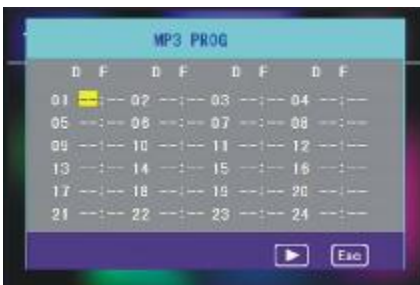 MP3 PROG
D F D F D F D F
01 --:-- 02 --:-- 03 --:-- 04 --:--
05 --:-- 06 --:-- 07 --:-- 08 --:--
09 --:-- 10 --:-- 11 --:-- 12 --:--
13 --:-- 14 --:-- 15 --:-- 16 --:--
17 --:-- 18 --:-- 19 --:-- 20 --:--
21 --:-- 22 --:-- 23 --:-- 24 --:--
Esc